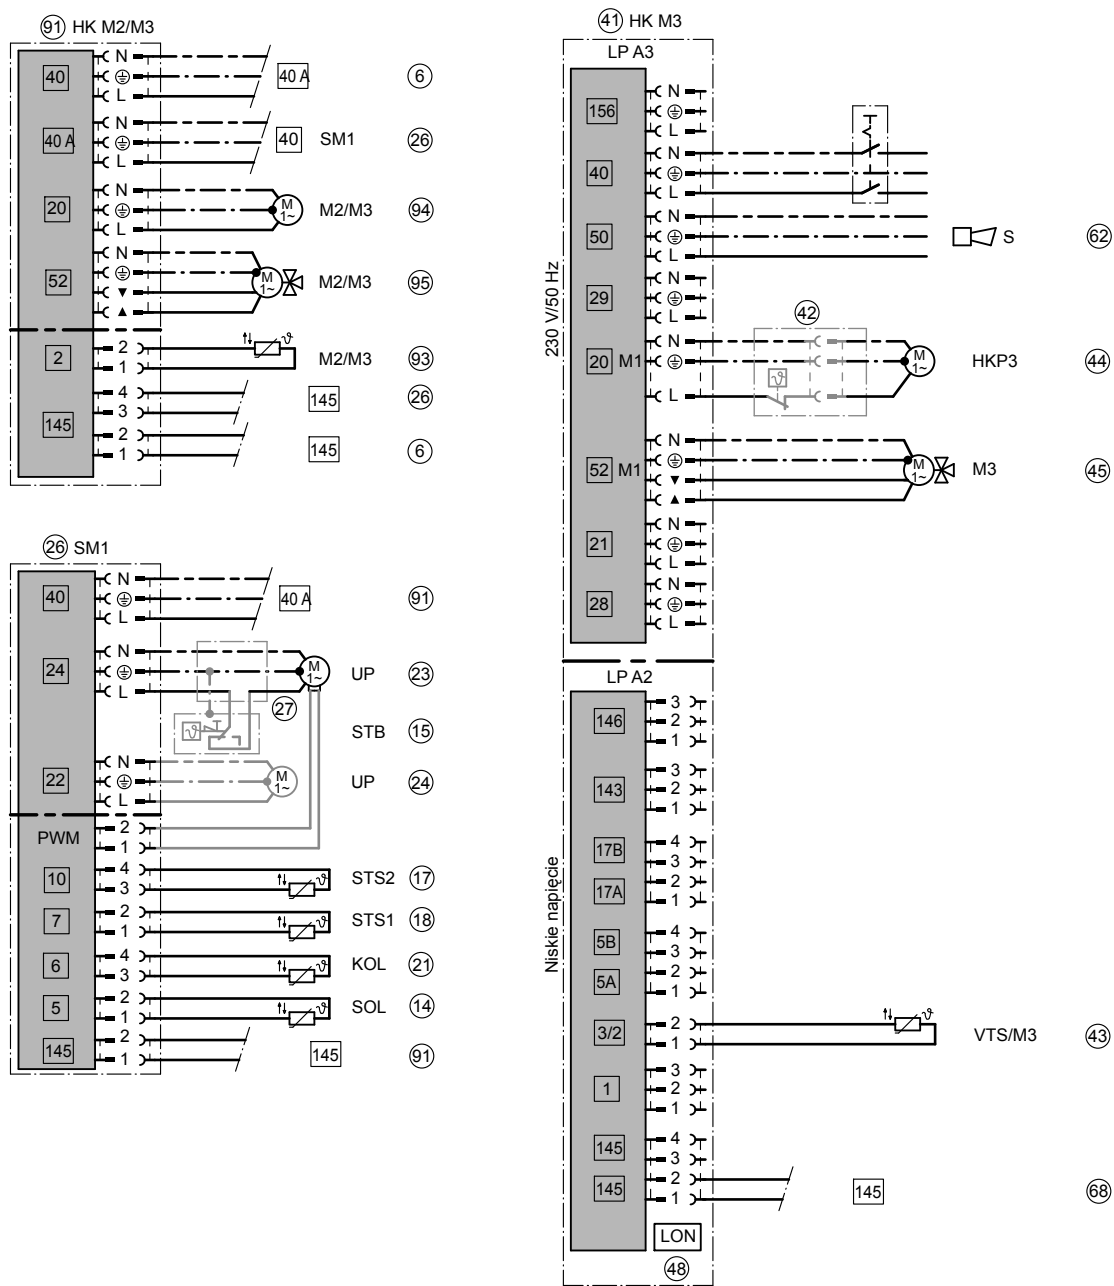 91 HK M2/M3
40 N 40 A 6
L
40 A N 40 SM1 26
L
20 N M 1~ M2/M3 94
L
52 N M 1~ M2/M3 95
▼
▲
2 2 ϑ M2/M3 93
1
145 4 145 26
3
2 145 6
1
26 SM1
40 N 40 A 91
L
24 N M 1~ UP 23
L 27
ϑ STB 15
22 N M 1~ UP 24
L
PWM 2
1
10 4 STS2 17
3 ϑ
7 2 STS1 18
1 ϑ
6 4 KOL 21
3 ϑ
5 2 SOL 14
1 ϑ
145 2 145 91
1
41 HK M3
LP A3
230 V/50 Hz
156 N
L
40 N
L
50 N S 62
L
29 N
L
42
20 M1 N M 1~ HKP3 44
ϑ
L
52 M1 N M 1~ M3 45
▼
▲
21 N
L
28 N
L
LP A2
Niskie napięcie
146 3
2
1
143 3
2
1
17B 4
3
17A 2
1
5B 4
3
5A 2
1
3/2 2 ϑ VTS/M3 43
1
1 3
2
1
145 4
3
145 2 145 68
1
LON
48